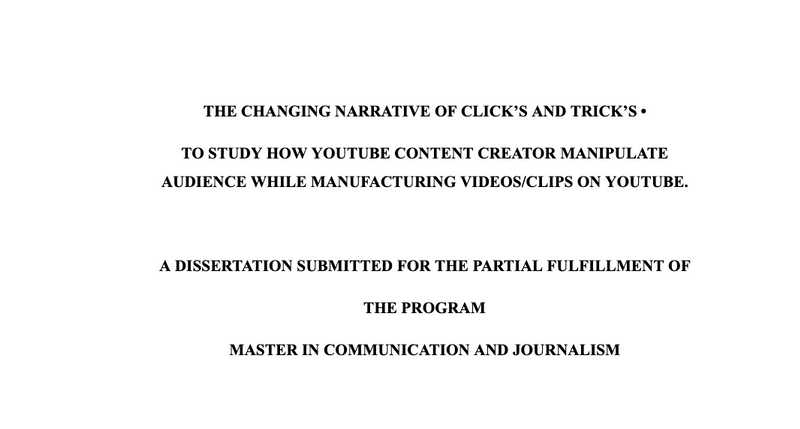 THE CHANGING NARRATIVE OF CLICK’S AND TRICK’S •
TO STUDY HOW YOUTUBE CONTENT CREATOR MANIPULATE
AUDIENCE WHILE MANUFACTURING VIDEOS/CLIPS ON YOUTUBE.
A DISSERTATION SUBMITTED FOR THE PARTIAL FULFILLMENT OF
THE PROGRAM
MASTER IN COMMUNICATION AND JOURNALISM